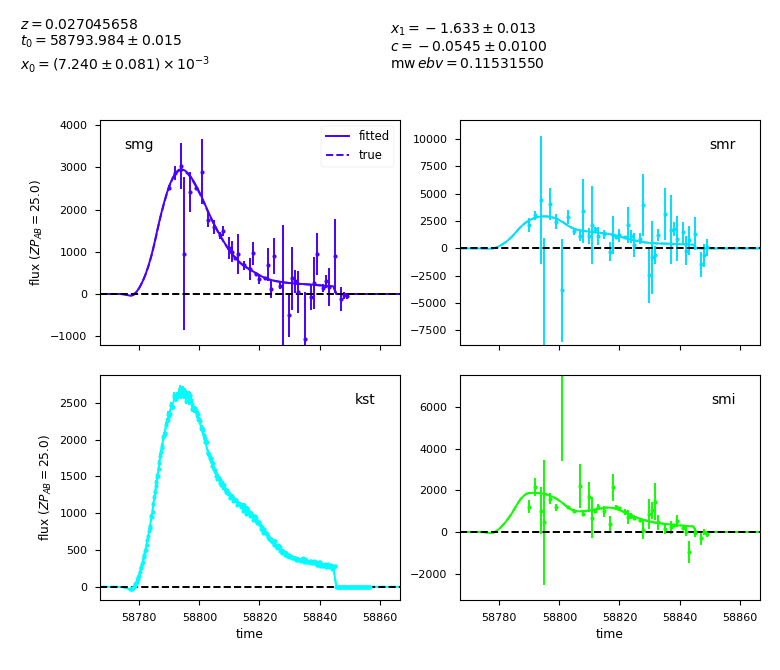 z = 0.027045658
t₀ = 58793.984 ± 0.015
x₀ = (7.240 ± 0.081) × 10⁻³
x₁ = −1.633 ± 0.013
c = −0.0545 ± 0.0100
mw ebv = 0.11531550
smg
fitted
true
4000
3000
2000
1000
0
−1000
flux (ZP_AB = 25.0)
smr
10000
7500
5000
2500
0
−2500
−5000
−7500
kst
2500
2000
1500
1000
500
0
flux (ZP_AB = 25.0)
58780 58800 58820 58840 58860
time
smi
6000
4000
2000
0
−2000
58780 58800 58820 58840 58860
time